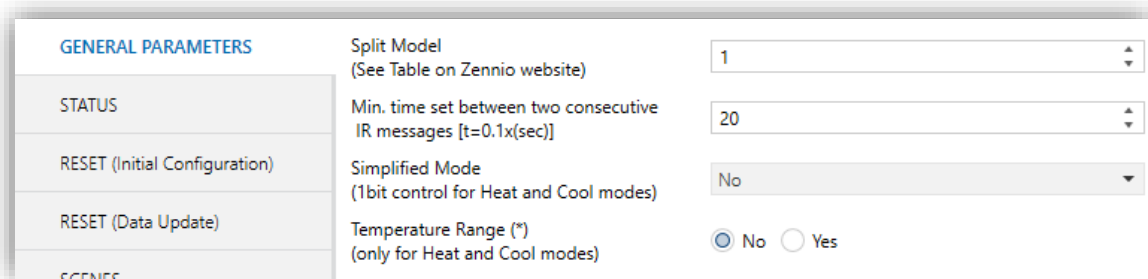 GENERAL PARAMETERS
STATUS
RESET (Initial Configuration)
RESET (Data Update)
SCENES
Split Model
(See Table on Zennio website)
1
Min. time set between two consecutive
IR messages [t=0.1x(sec)]
20
Simplified Mode
(1bit control for Heat and Cool modes)
No
Temperature Range (*)
(only for Heat and Cool modes)
No Yes